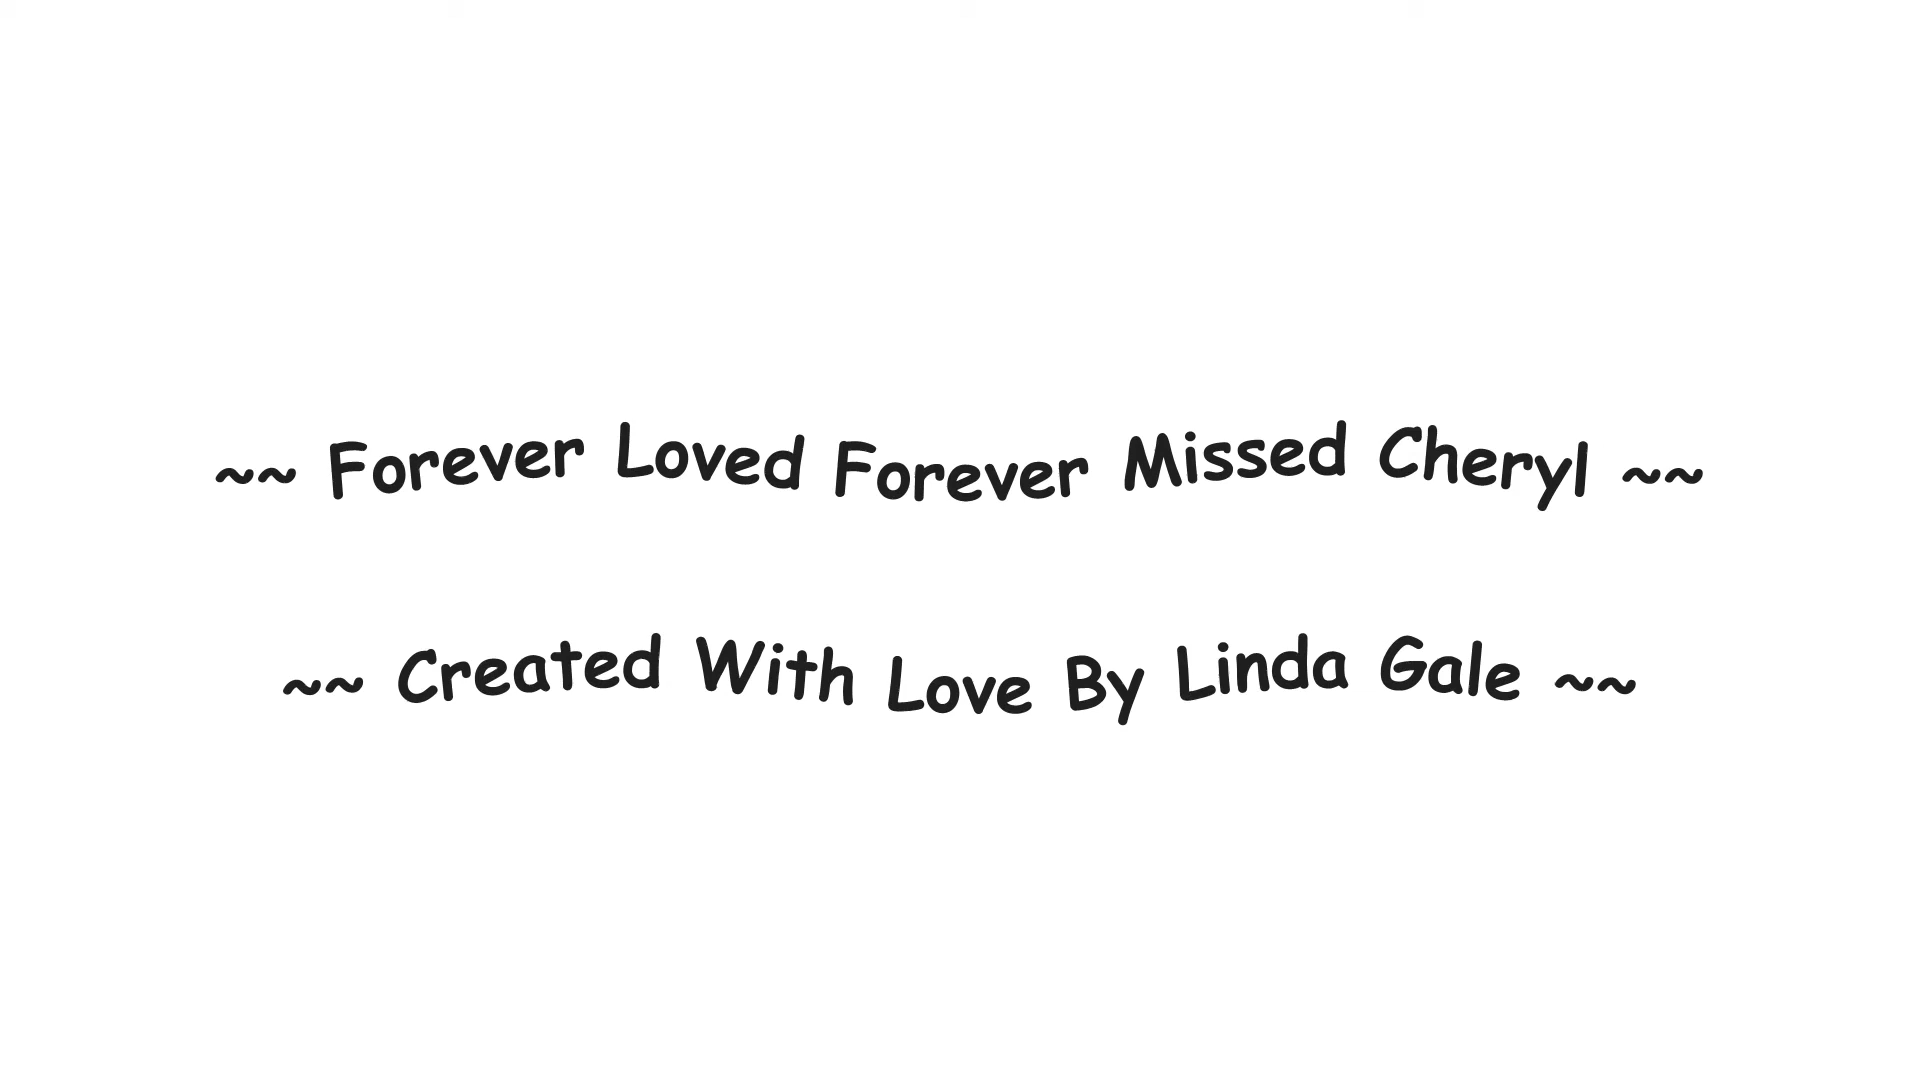 ~~ Forever Loved Forever Missed Cheryl ~~
~~ Created With Love By Linda Gale ~~